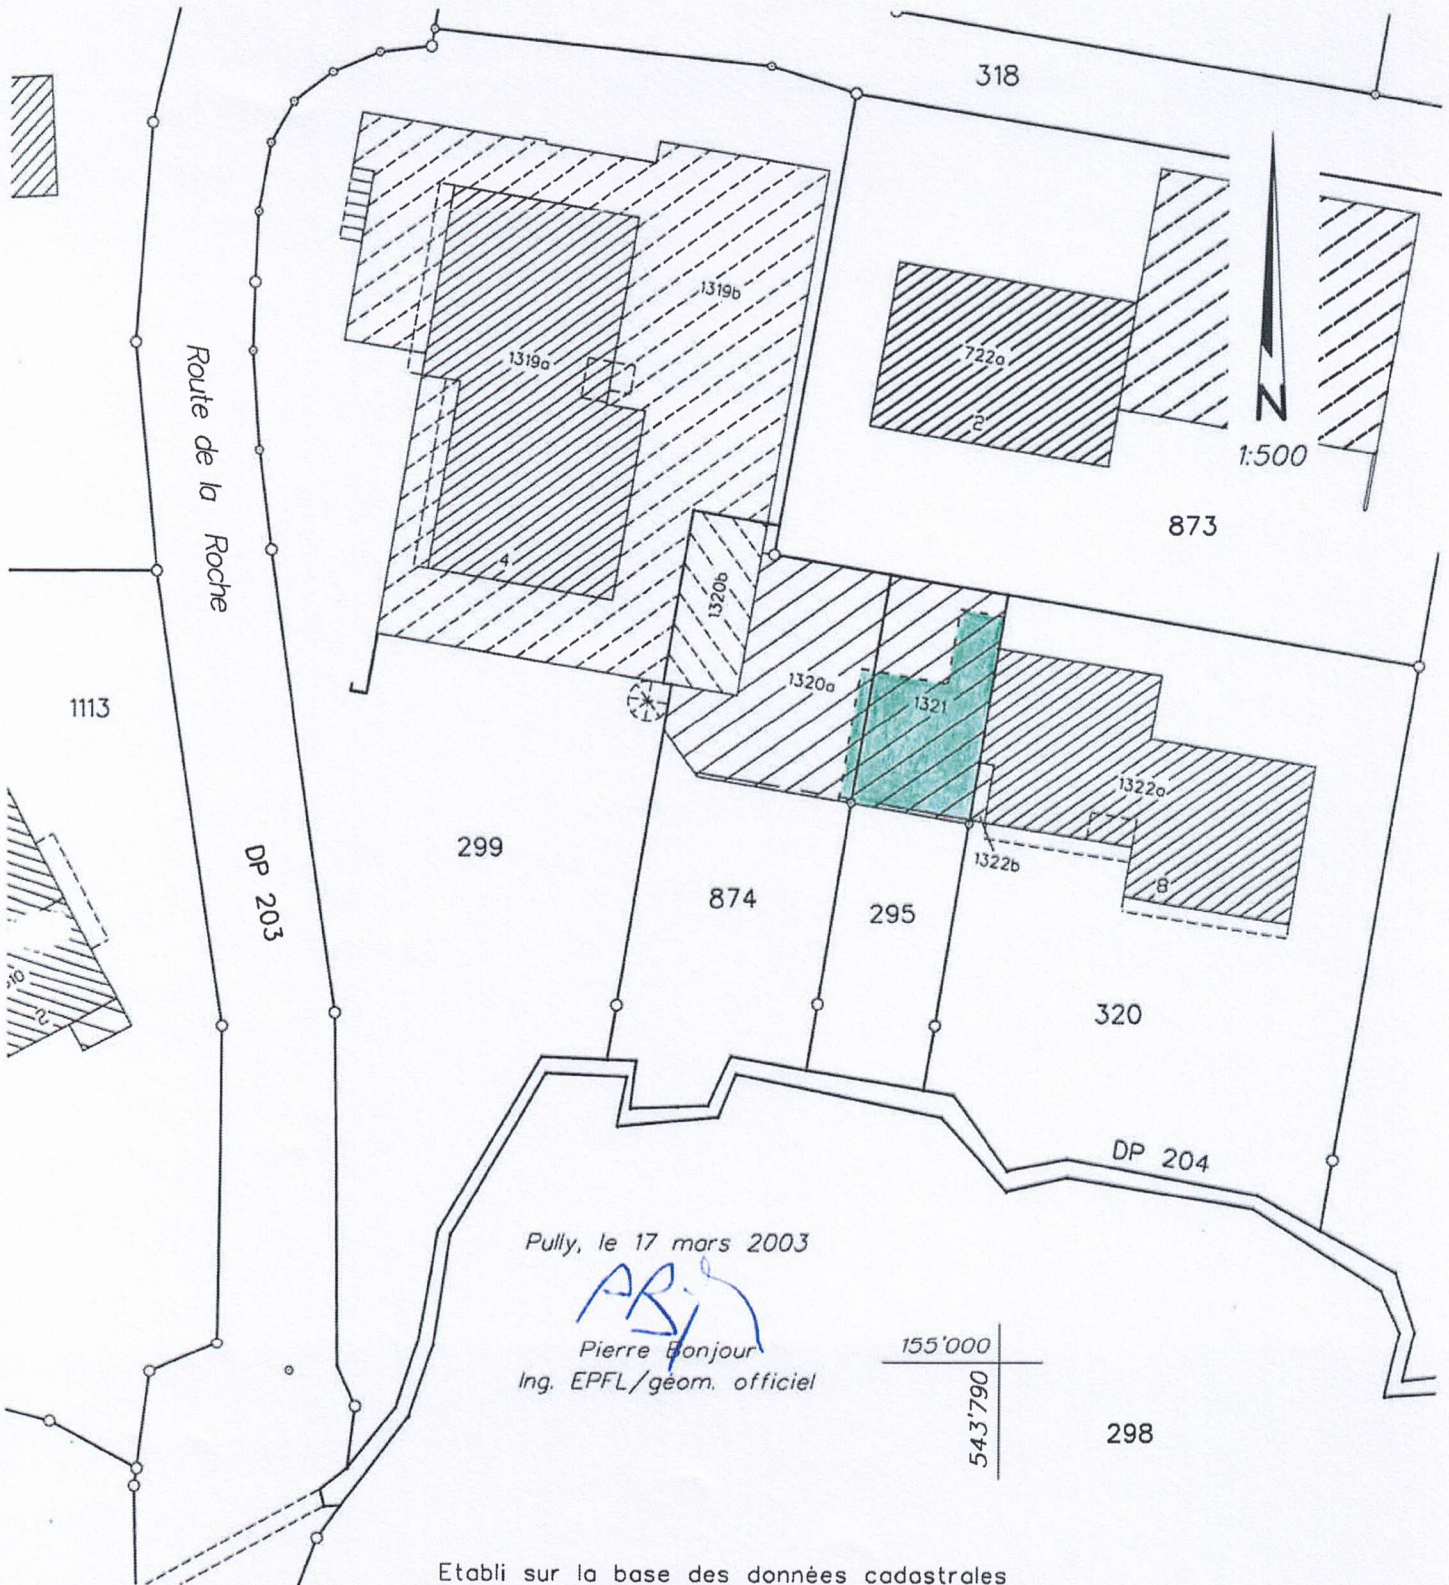 318
1319b
1319a
722a
2
N
1:500
Route de la Roche
873
4
1320b
1113
1320a
1321
1322a
299
1322b
DP 203
874
295
8
2
320
DP 204
Pully, le 17 mars 2003
Pierre Bonjour
Ing. EPFL/géom. officiel
155'000
543'790
298
Etabli sur la base des données cadastrales